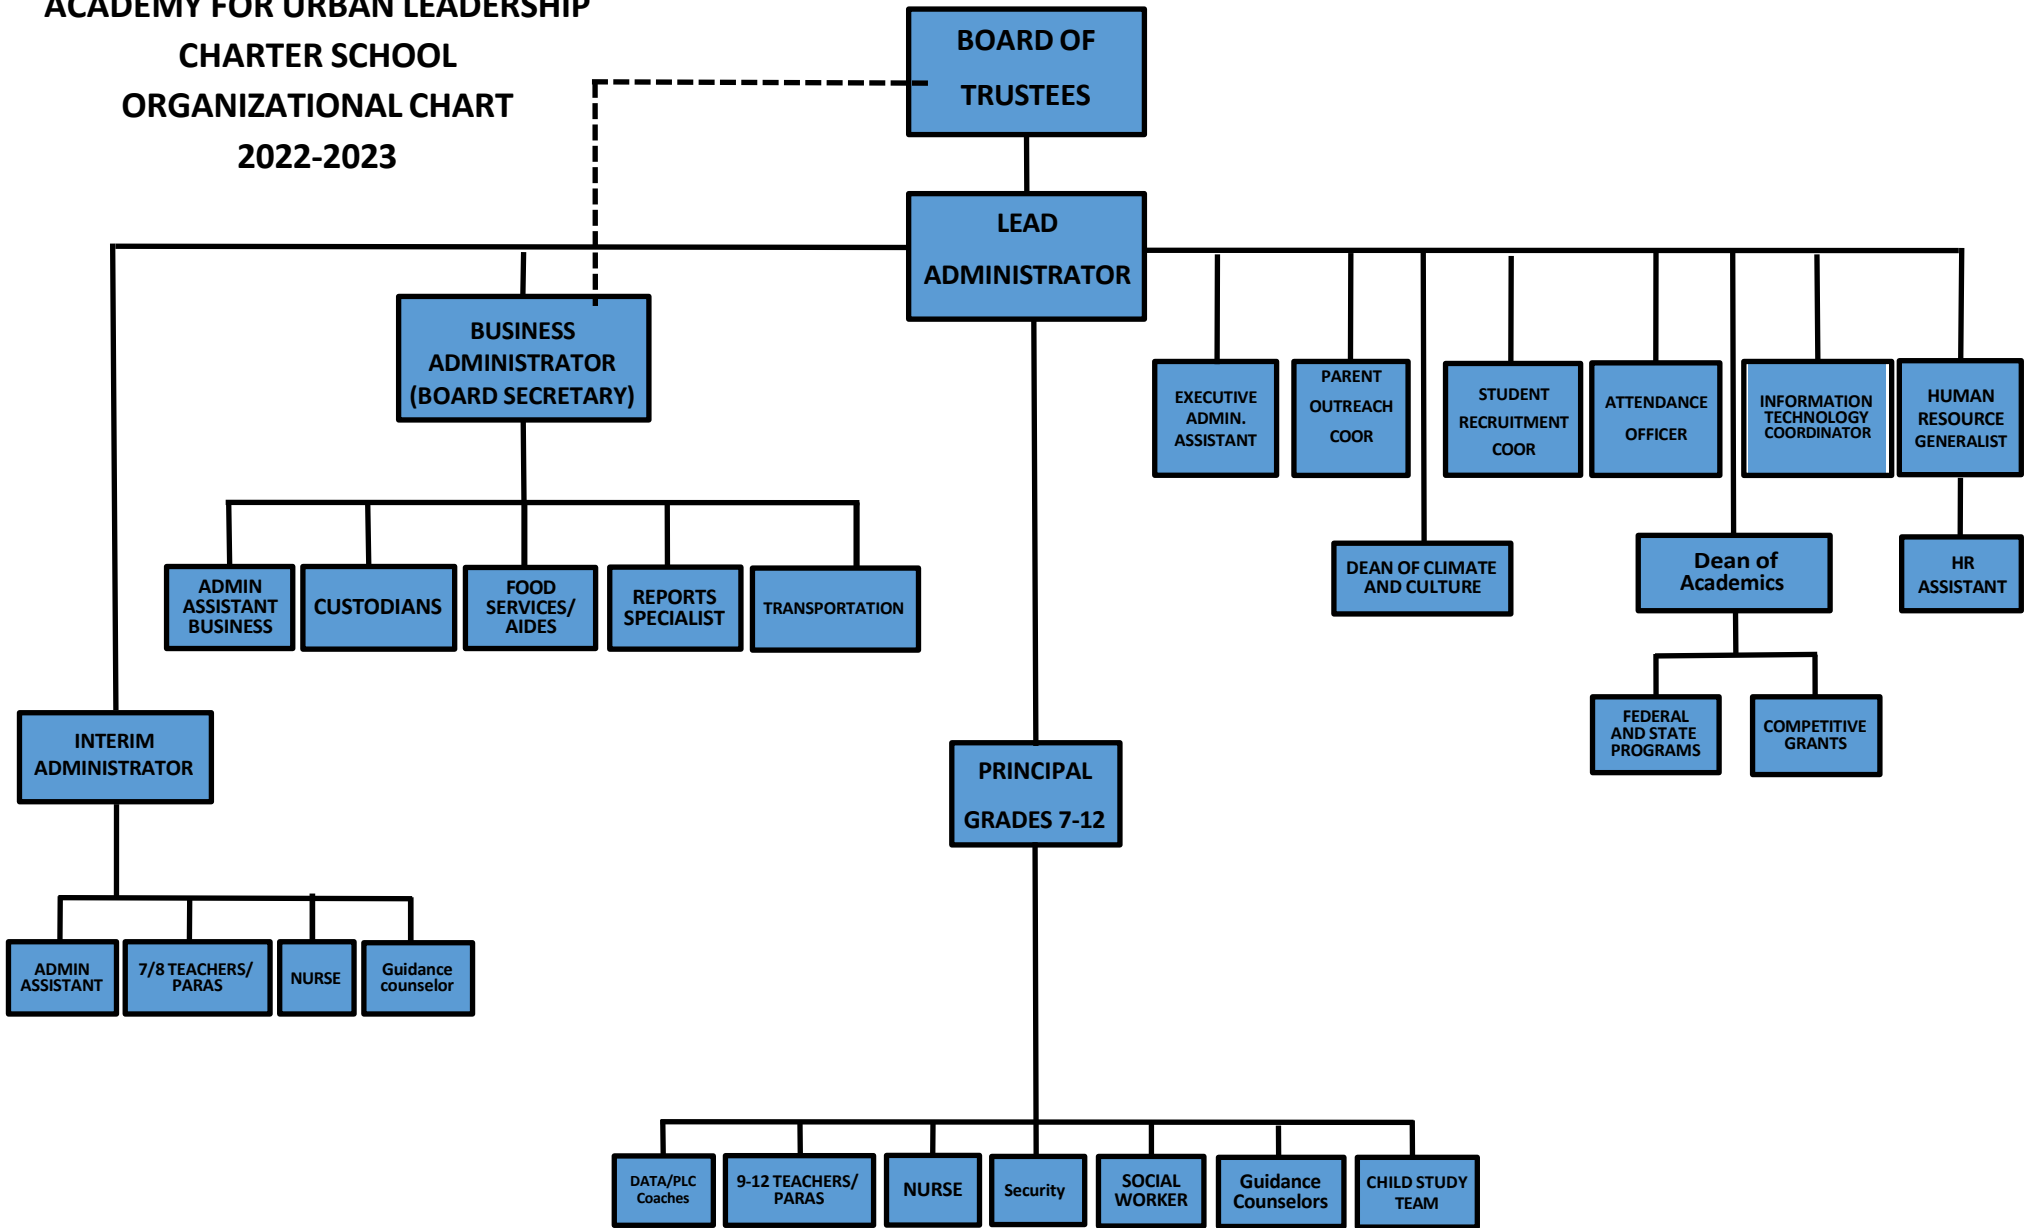 ACADEMY FOR URBAN LEADERSHIP
CHARTER SCHOOL
ORGANIZATIONAL CHART
2022-2023
BOARD OF
TRUSTEES
LEAD
ADMINISTRATOR
BUSINESS
ADMINISTRATOR
(BOARD SECRETARY)
EXECUTIVE
ADMIN.
ASSISTANT
PARENT
OUTREACH
COOR
STUDENT
RECRUITMENT
COOR
ATTENDANCE
OFFICER
INFORMATION
TECHNOLOGY
COORDINATOR
HUMAN
RESOURCE
GENERALIST
ADMIN
ASSISTANT
BUSINESS
CUSTODIANS
FOOD
SERVICES/
AIDES
REPORTS
SPECIALIST
TRANSPORTATION
DEAN OF CLIMATE
AND CULTURE
Dean of
Academics
HR
ASSISTANT
FEDERAL
AND STATE
PROGRAMS
COMPETITIVE
GRANTS
INTERIM
ADMINISTRATOR
PRINCIPAL
GRADES 7-12
ADMIN
ASSISTANT
7/8 TEACHERS/
PARAS
NURSE
Guidance
counselor
DATA/PLC
Coaches
9-12 TEACHERS/
PARAS
NURSE
Security
SOCIAL
WORKER
Guidance
Counselors
CHILD STUDY
TEAM